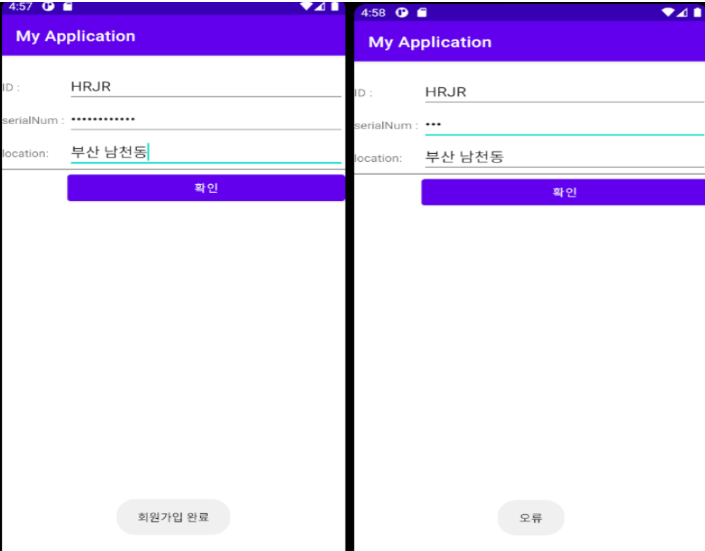 4:57
My Application
ID :
HRJR
serialNum :
••••••••••••
location:
부산 남천동
확인
회원가입 완료
4:58
My Application
ID :
HRJR
serialNum :
•••
location:
부산 남천동
확인
오류